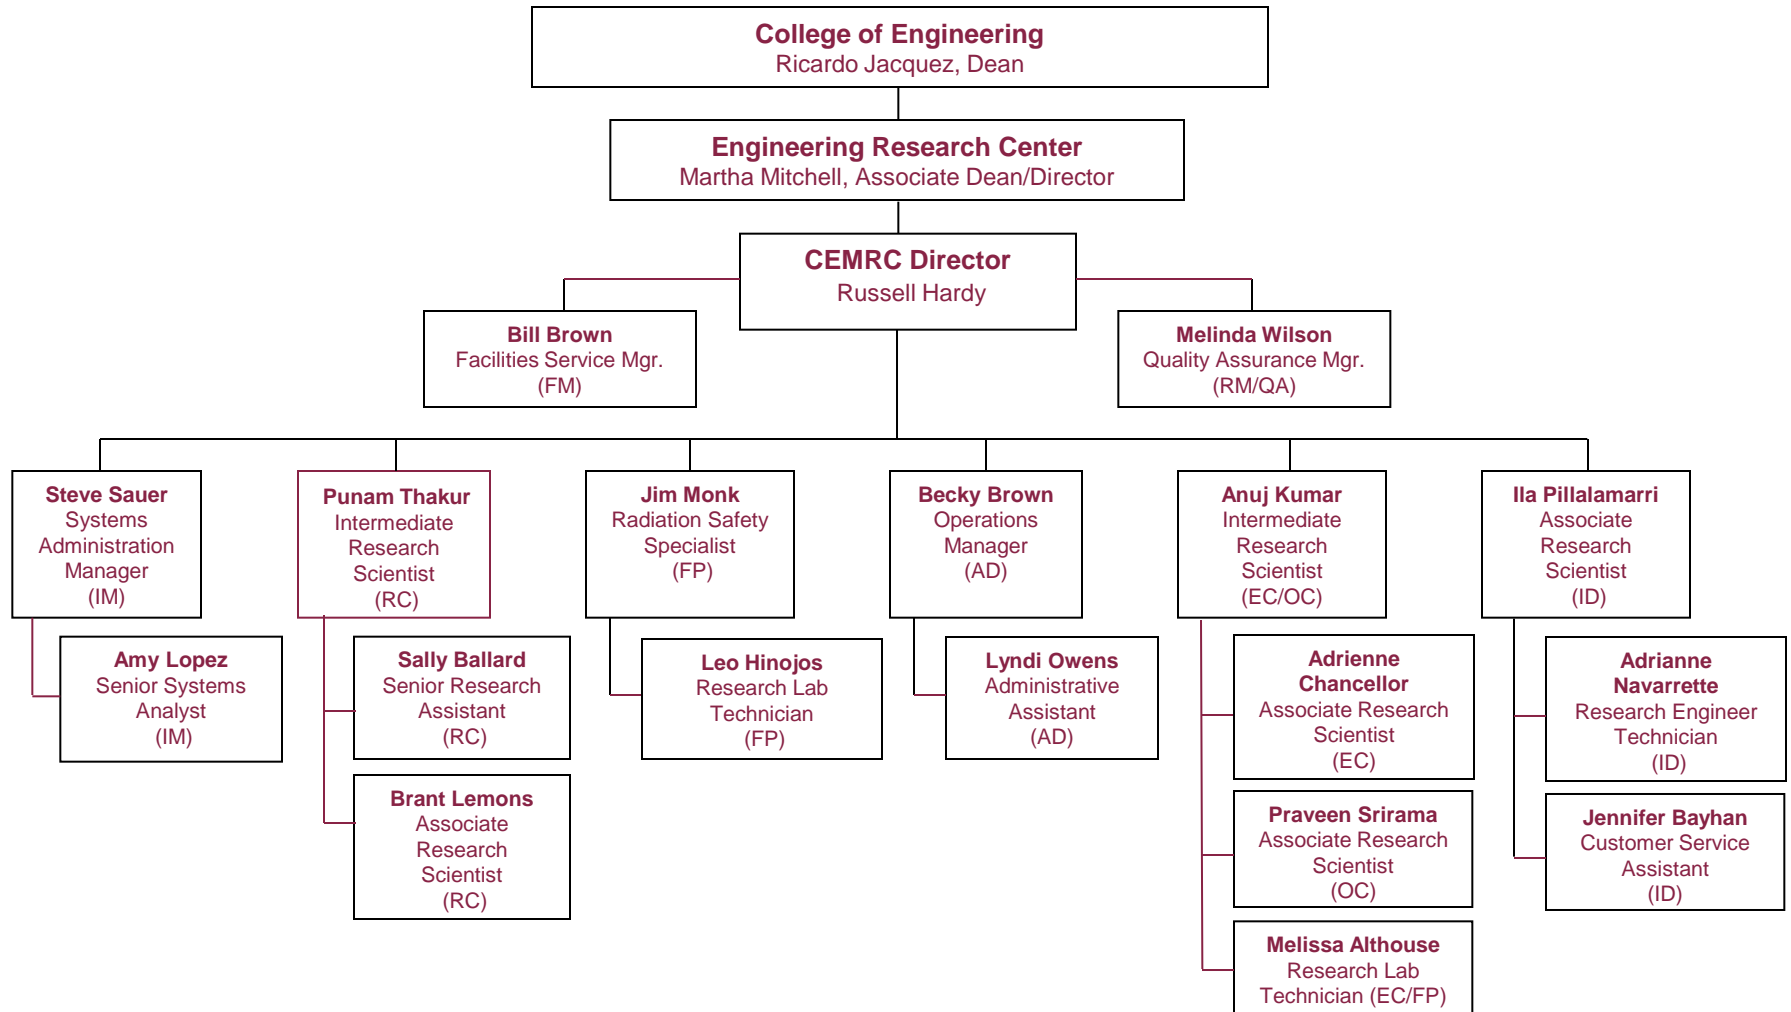 College of Engineering
Ricardo Jacquez, Dean
Engineering Research Center
Martha Mitchell, Associate Dean/Director
CEMRC Director
Russell Hardy
Bill Brown
Facilities Service Mgr.
(FM)
Melinda Wilson
Quality Assurance Mgr.
(RM/QA)
Steve Sauer
Systems
Administration
Manager
(IM)
Punam Thakur
Intermediate
Research
Scientist
(RC)
Jim Monk
Radiation Safety
Specialist
(FP)
Becky Brown
Operations
Manager
(AD)
Anuj Kumar
Intermediate
Research
Scientist
(EC/OC)
Ila Pillalamarri
Associate
Research
Scientist
(ID)
Amy Lopez
Senior Systems
Analyst
(IM)
Sally Ballard
Senior Research
Assistant
(RC)
Leo Hinojos
Research Lab
Technician
(FP)
Lyndi Owens
Administrative
Assistant
(AD)
Adrienne
Chancellor
Associate Research
Scientist
(EC)
Adrianne
Navarrette
Research Engineer
Technician
(ID)
Brant Lemons
Associate
Research
Scientist
(RC)
Praveen Srirama
Associate Research
Scientist
(OC)
Jennifer Bayhan
Customer Service
Assistant
(ID)
Melissa Althouse
Research Lab
Technician (EC/FP)